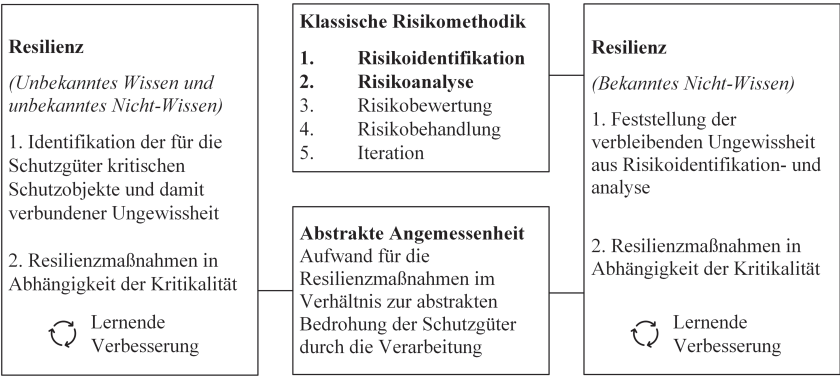 Resilienz
(Unbekanntes Wissen und
unbekanntes Nicht-Wissen)
1. Identifikation der für die
Schutzgüter kritischen
Schutzobjekte und damit
verbundener Ungewissheit
2. Resilienzmaßnahmen in
Abhängigkeit der Kritikalität
Lernende
Verbesserung
Klassische Risikomethodik
1. Risikoidentifikation
2. Risikoanalyse
3. Risikobewertung
4. Risikobehandlung
5. Iteration
Abstrakte Angemessenheit
Aufwand für die
Resilienzmaßnahmen im
Verhältnis zur abstrakten
Bedrohung der Schutzgüter
durch die Verarbeitung
Resilienz
(Bekanntes Nicht-Wissen)
1. Feststellung der
verbleibenden Ungewissheit
aus Risikoidentifikation- und
analyse
2. Resilienzmaßnahmen in
Abhängigkeit der Kritikalität
Lernende
Verbesserung